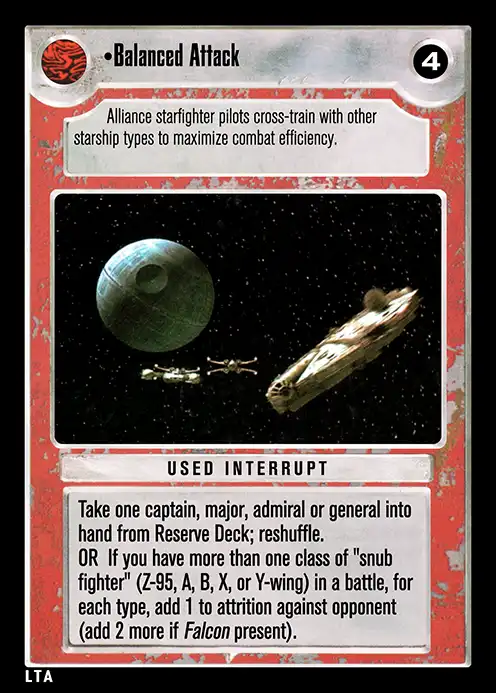 •Balanced Attack
4
Alliance starfighter pilots cross-train with other
starship types to maximize combat efficiency.
USED INTERRUPT
Take one captain, major, admiral or general into
hand from Reserve Deck; reshuffle.
OR If you have more than one class of "snub
fighter" (Z-95, A, B, X, or Y-wing) in a battle, for
each type, add 1 to attrition against opponent
(add 2 more if Falcon present).
LTA